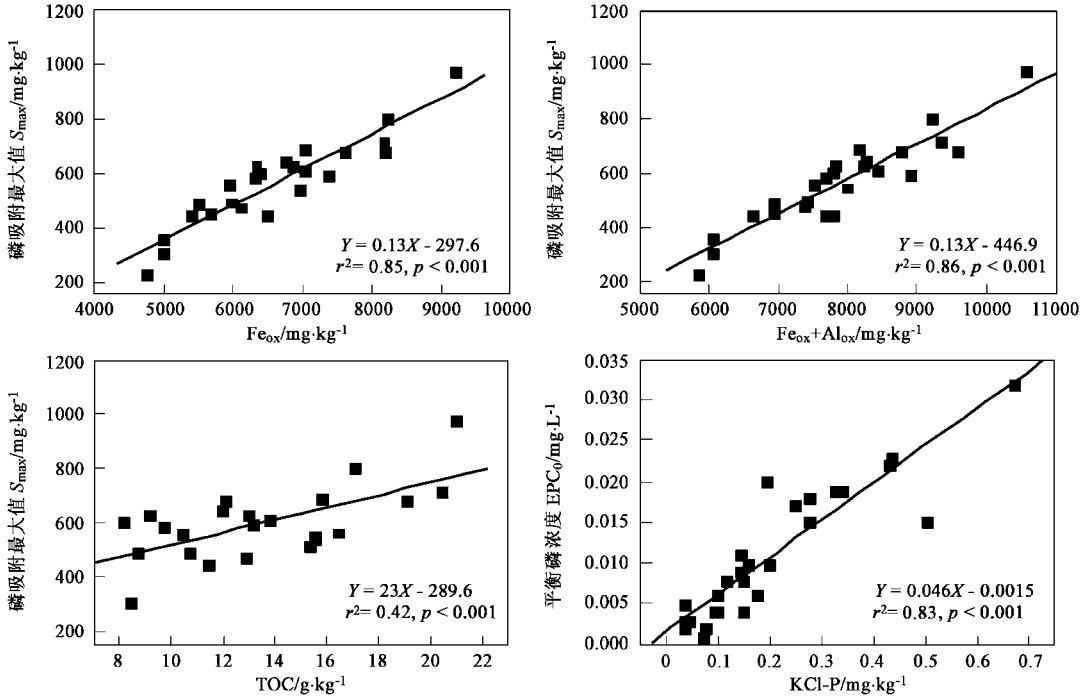 磷吸附最大值 Smax/mg·kg-1
1200
1000
800
600
400
200
Y = 0.13X - 297.6
r2= 0.85, p < 0.001
4000 5000 6000 7000 8000 9000 10000
Feox/mg·kg-1
磷吸附最大值 Smax/mg·kg-1
1200
1000
800
600
400
200
Y = 0.13X - 446.9
r2= 0.86, p < 0.001
5000 6000 7000 8000 9000 10000 11000
Feox+Alox/mg·kg-1
磷吸附最大值 Smax/mg·kg-1
1200
1000
800
600
400
200
Y = 23X - 289.6
r2= 0.42, p < 0.001
8 10 12 14 16 18 20 22
TOC/g·kg-1
平衡磷浓度 EPC0/mg·L-1
0.035
0.030
0.025
0.020
0.015
0.010
0.005
0.000
Y = 0.046X - 0.0015
r2= 0.83, p < 0.001
0 0.1 0.2 0.3 0.4 0.5 0.6 0.7
KCl-P/mg·kg-1